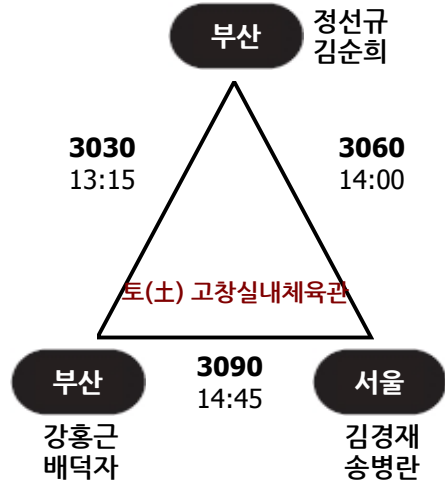 부산
정선규
김순희
3030
13:15
3060
14:00
토(土) 고창실내체육관
부산
3090
14:45
서울
강홍근
배덕자
김경재
송병란